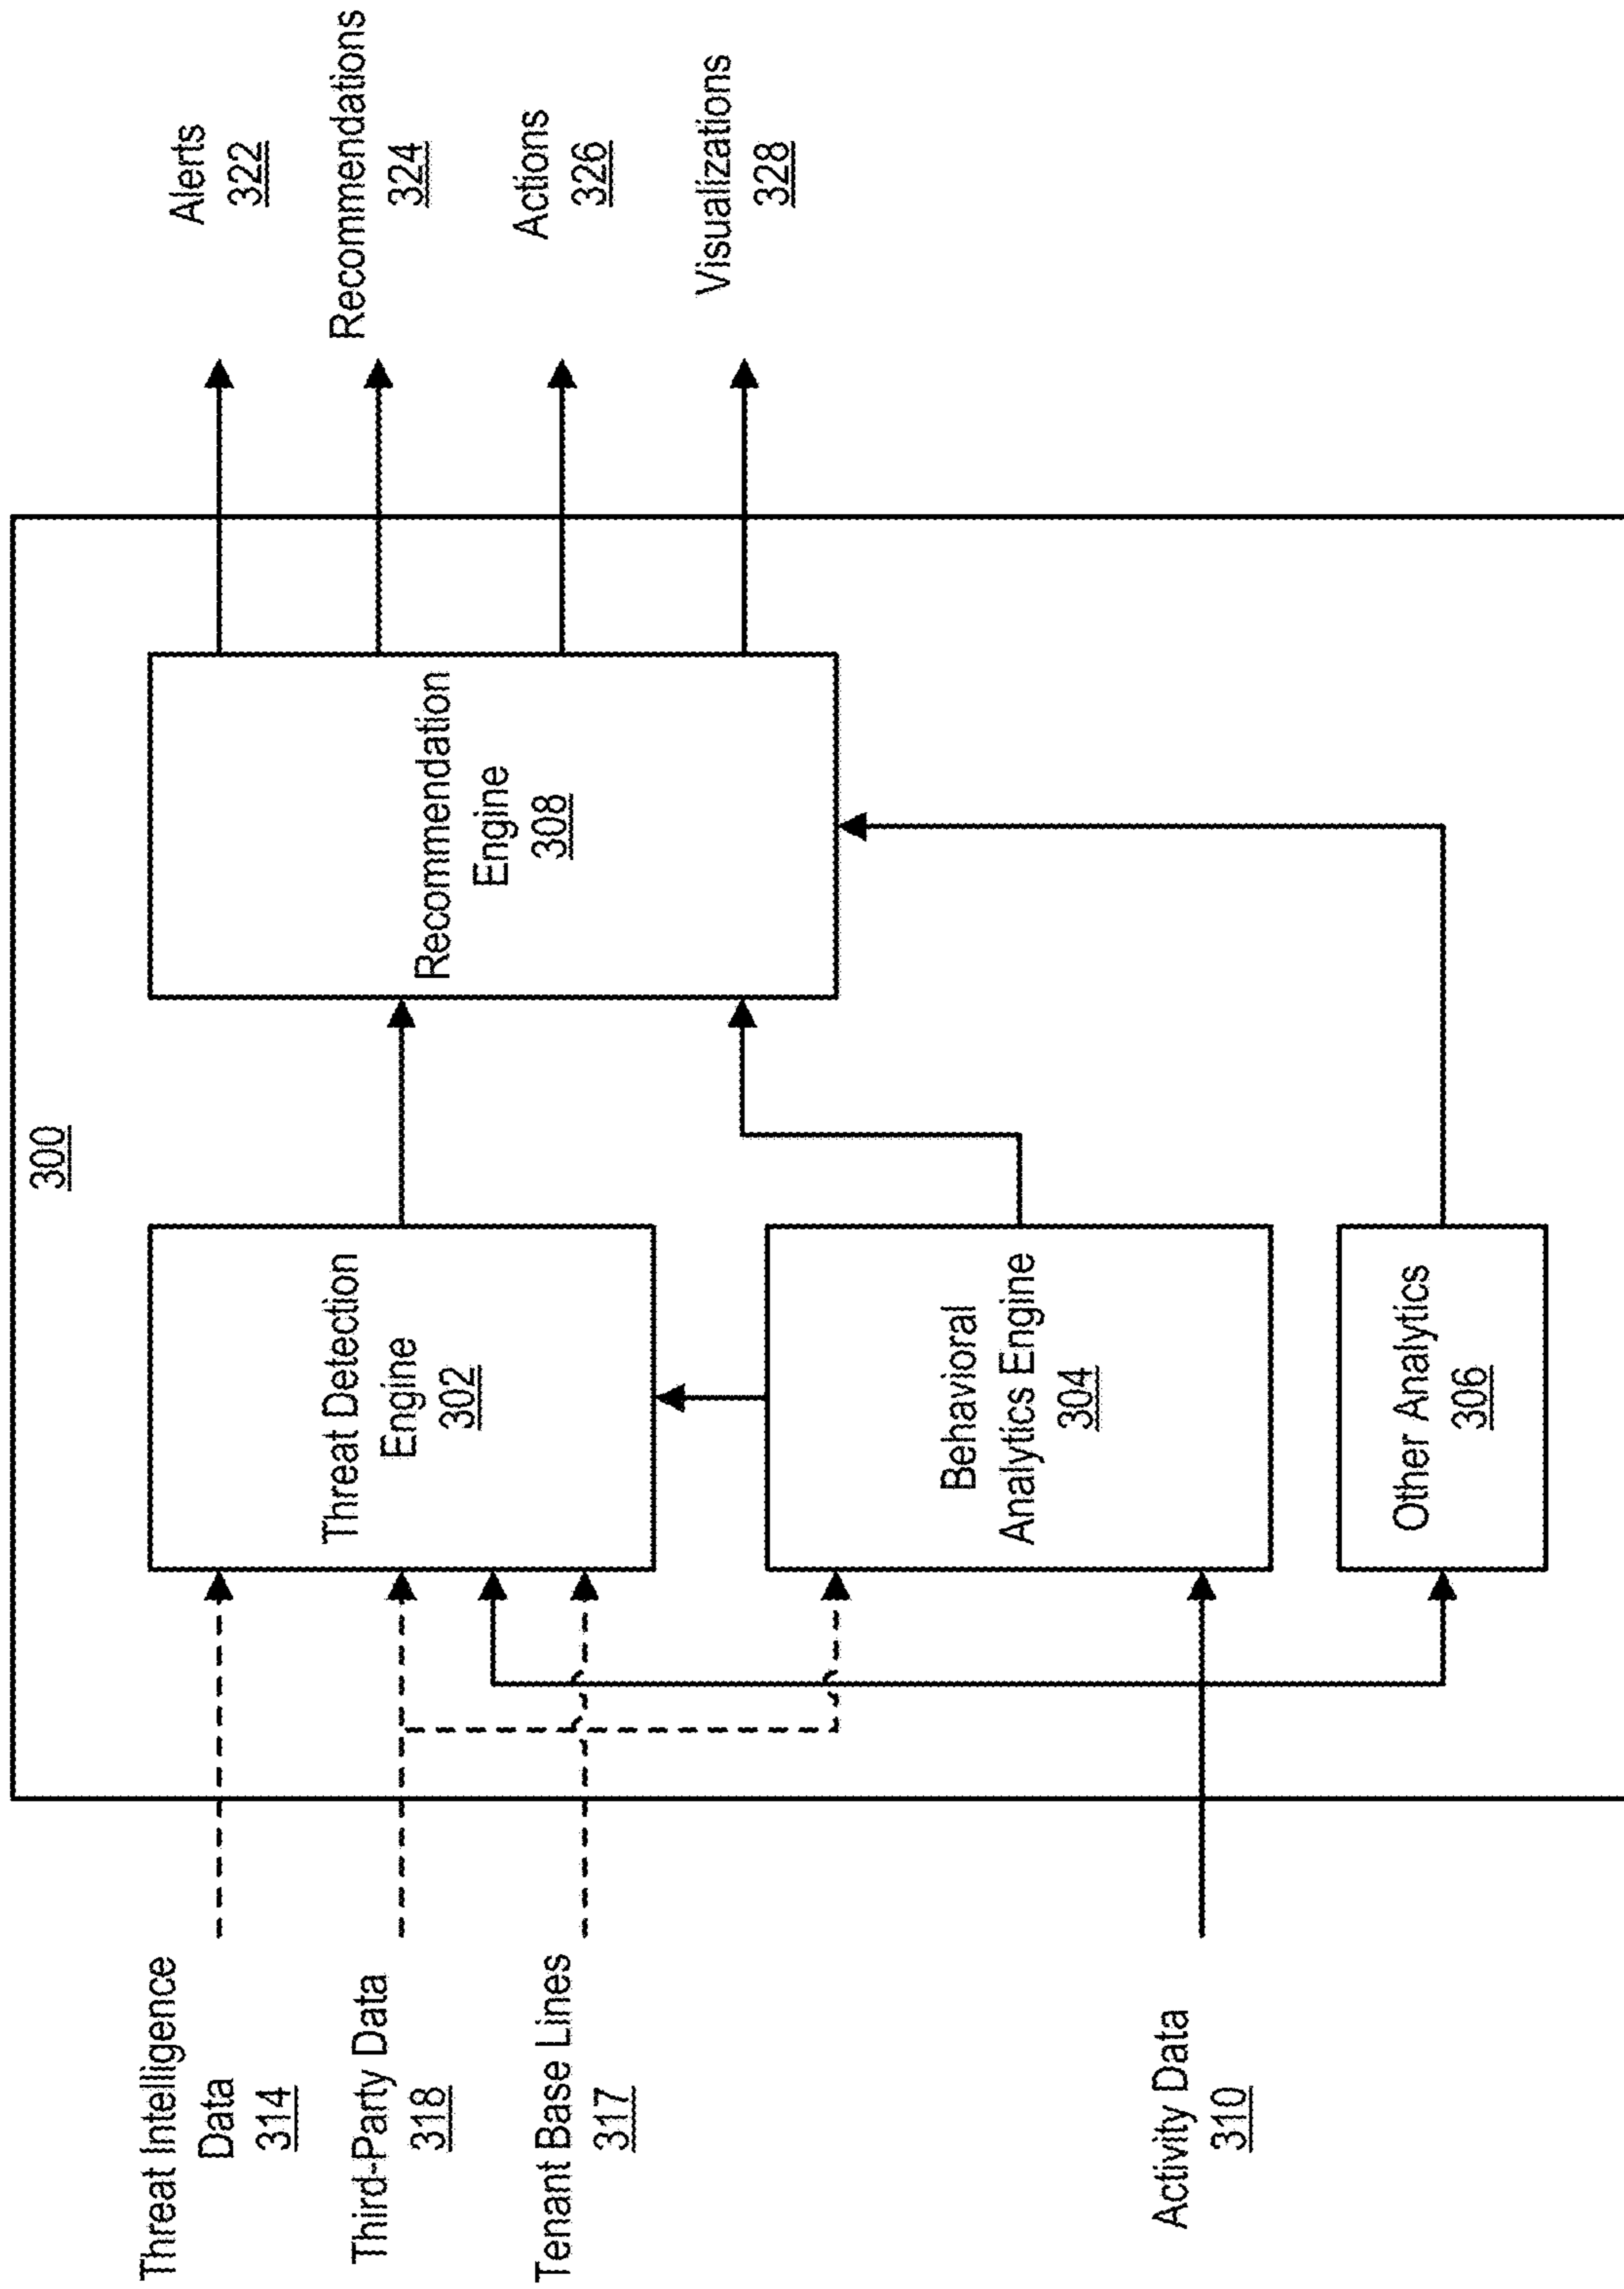 300
Threat Intelligence
Data
314
Third-Party Data
318
Tenant Base Lines
317
Activity Data
310
Threat Detection
Engine
302
Behavioral
Analytics Engine
304
Other Analytics
306
Recommendation
Engine
308
Alerts
322
Recommendations
324
Actions
326
Visualizations
328